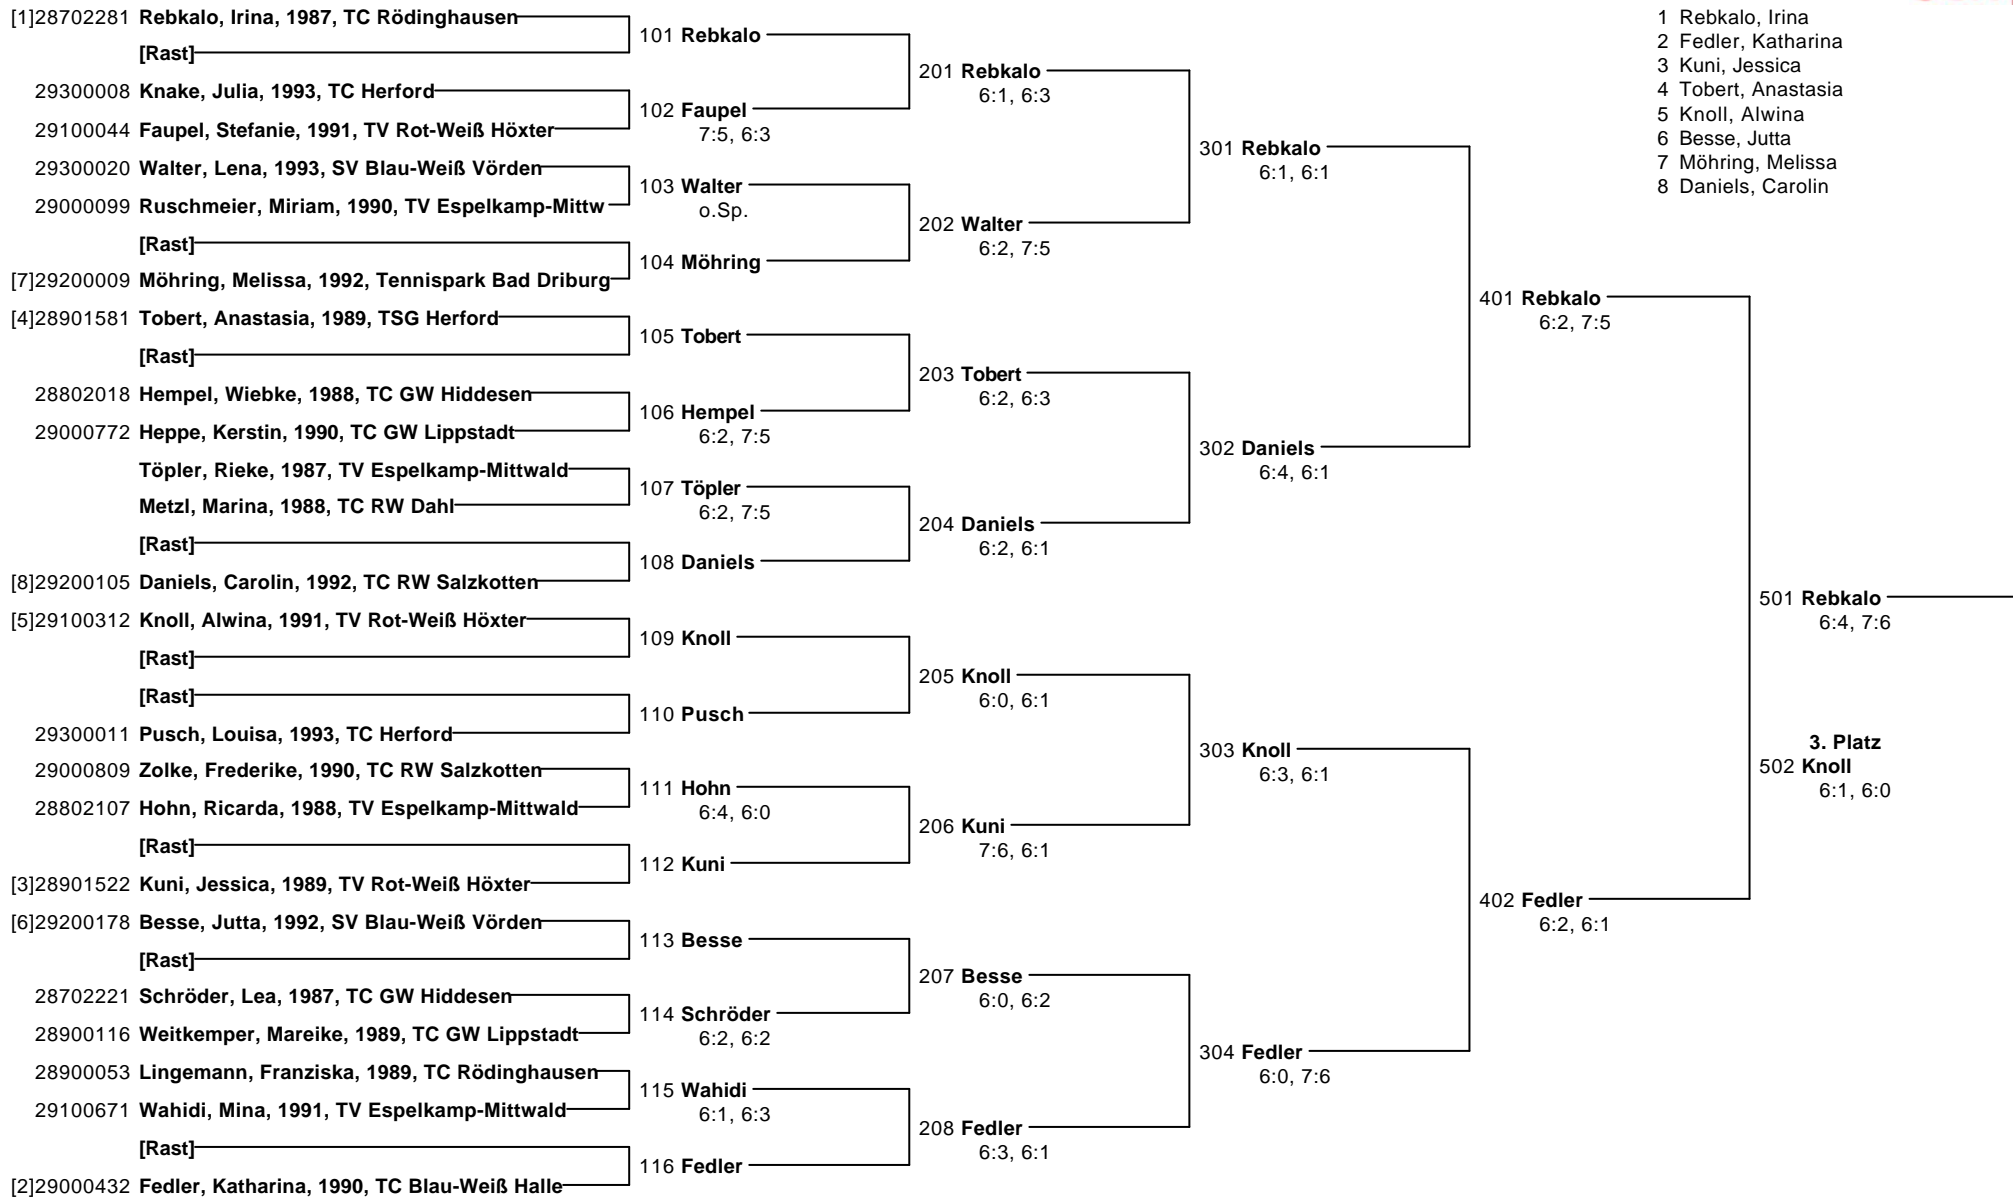 [1]28702281 Rebkalo, Irina, 1987, TC Rödinghausen
[Rast]
29300008 Knake, Julia, 1993, TC Herford
29100044 Faupel, Stefanie, 1991, TV Rot-Weiß Höxter
29300020 Walter, Lena, 1993, SV Blau-Weiß Vörden
29000099 Ruschmeier, Miriam, 1990, TV Espelkamp-Mittw
[Rast]
[7]29200009 Möhring, Melissa, 1992, Tennispark Bad Driburg
[4]28901581 Tobert, Anastasia, 1989, TSG Herford
[Rast]
28802018 Hempel, Wiebke, 1988, TC GW Hiddesen
29000772 Heppe, Kerstin, 1990, TC GW Lippstadt
Töpler, Rieke, 1987, TV Espelkamp-Mittwald
Metzl, Marina, 1988, TC RW Dahl
[Rast]
[8]29200105 Daniels, Carolin, 1992, TC RW Salzkotten
[5]29100312 Knoll, Alwina, 1991, TV Rot-Weiß Höxter
[Rast]
[Rast]
29300011 Pusch, Louisa, 1993, TC Herford
29000809 Zolke, Frederike, 1990, TC RW Salzkotten
28802107 Hohn, Ricarda, 1988, TV Espelkamp-Mittwald
[Rast]
[3]28901522 Kuni, Jessica, 1989, TV Rot-Weiß Höxter
[6]29200178 Besse, Jutta, 1992, SV Blau-Weiß Vörden
[Rast]
28702221 Schröder, Lea, 1987, TC GW Hiddesen
28900116 Weitkemper, Mareike, 1989, TC GW Lippstadt
28900053 Lingemann, Franziska, 1989, TC Rödinghausen
29100671 Wahidi, Mina, 1991, TV Espelkamp-Mittwald
[Rast]
[2]29000432 Fedler, Katharina, 1990, TC Blau-Weiß Halle
101 Rebkalo
102 Faupel
7:5, 6:3
103 Walter
o.Sp.
104 Möhring
105 Tobert
106 Hempel
6:2, 7:5
107 Töpler
6:2, 7:5
108 Daniels
109 Knoll
110 Pusch
111 Hohn
6:4, 6:0
112 Kuni
113 Besse
114 Schröder
6:2, 6:2
115 Wahidi
6:1, 6:3
116 Fedler
201 Rebkalo
6:1, 6:3
202 Walter
6:2, 7:5
203 Tobert
6:2, 6:3
204 Daniels
6:2, 6:1
205 Knoll
6:0, 6:1
206 Kuni
7:6, 6:1
207 Besse
6:0, 6:2
208 Fedler
6:3, 6:1
301 Rebkalo
6:1, 6:1
302 Daniels
6:4, 6:1
303 Knoll
6:3, 6:1
304 Fedler
6:0, 7:6
401 Rebkalo
6:2, 7:5
402 Fedler
6:2, 6:1
501 Rebkalo
6:4, 7:6
3. Platz
502 Knoll
6:1, 6:0
1 Rebkalo, Irina
2 Fedler, Katharina
3 Kuni, Jessica
4 Tobert, Anastasia
5 Knoll, Alwina
6 Besse, Jutta
7 Möhring, Melissa
8 Daniels, Carolin